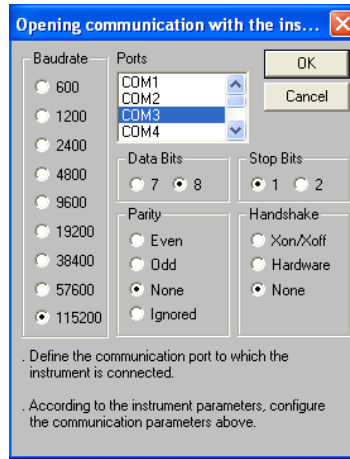 Opening communication with the ins...
Baudrate
600
1200
2400
4800
9600
19200
38400
57600
115200
Ports
COM1
COM2
COM3
COM4
OK
Cancel
Data Bits
7 8
Stop Bits
1 2
Parity
Even
Odd
None
Ignored
Handshake
Xon/Xoff
Hardware
None
. Define the communication port to which the
instrument is connected.
. According to the instrument parameters, configure
the communication parameters above.